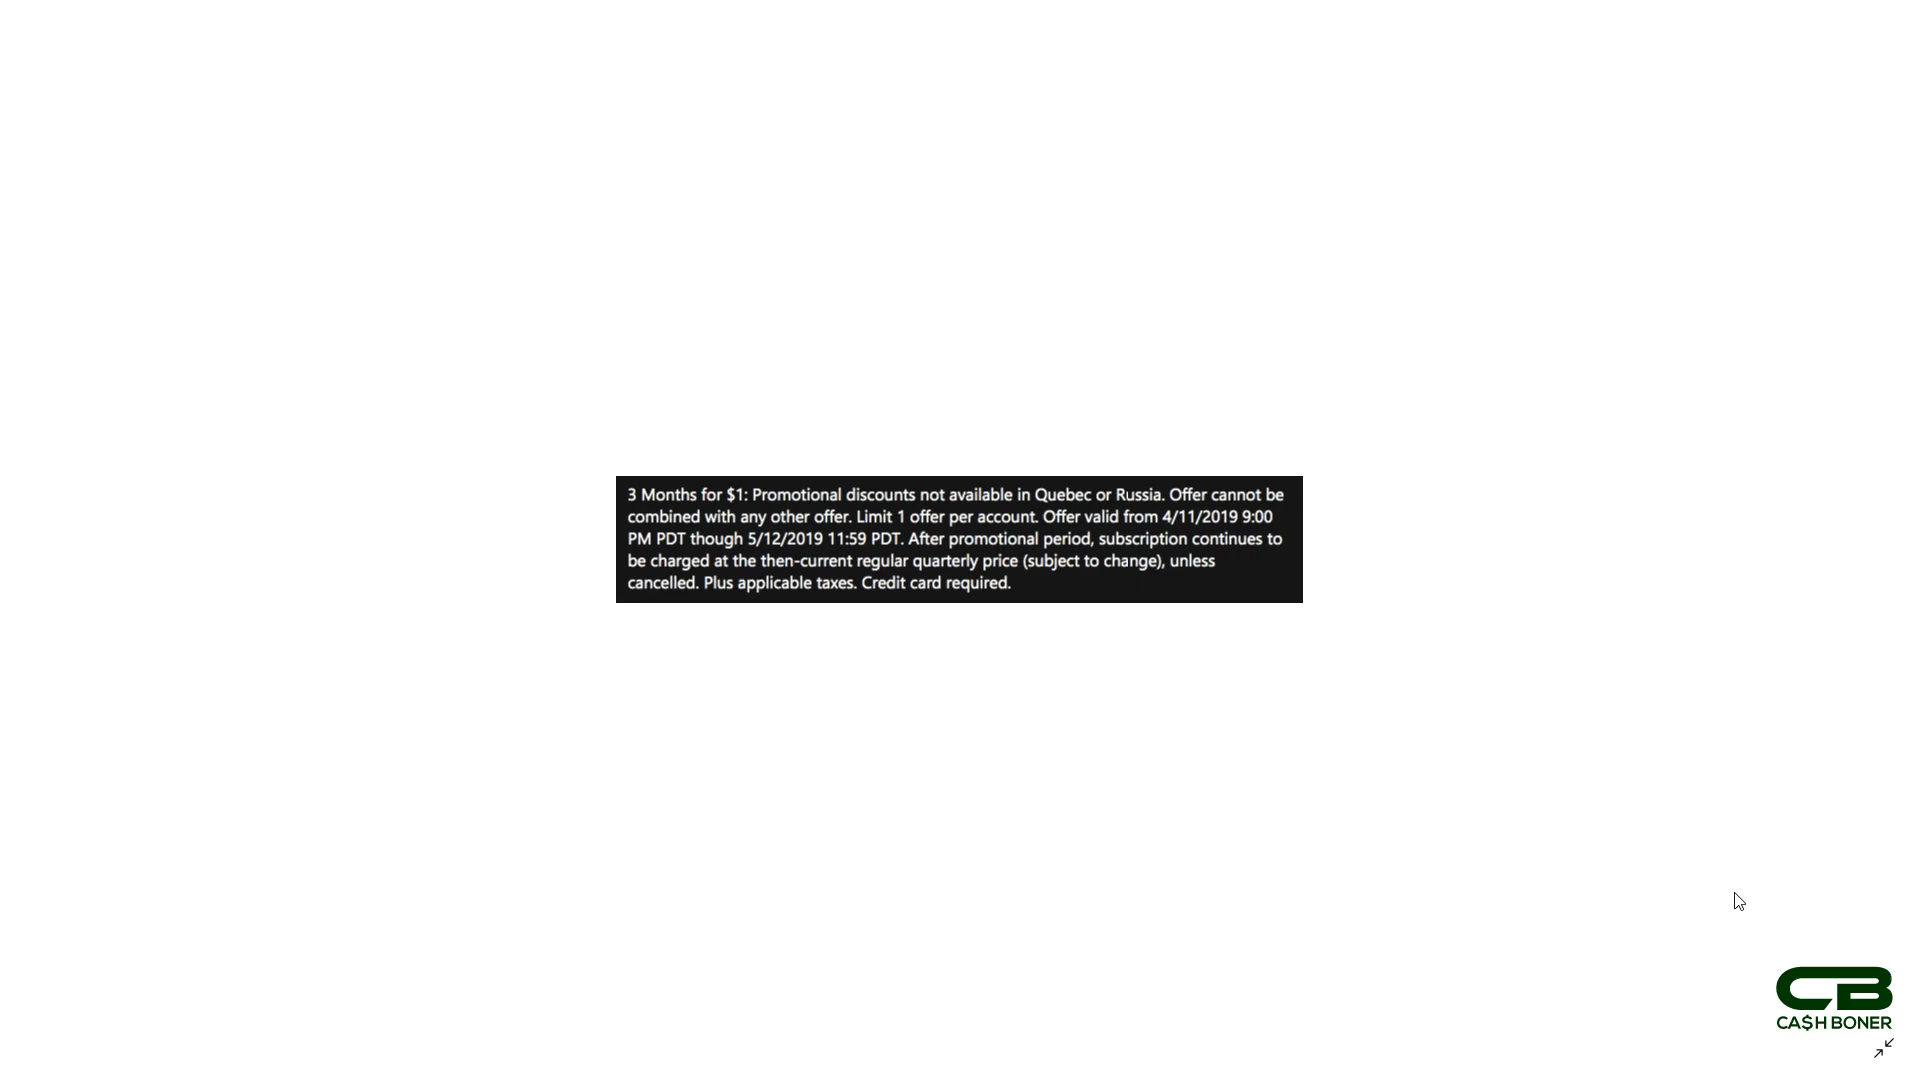 3 Months for $1: Promotional discounts not available in Quebec or Russia. Offer cannot be
combined with any other offer. Limit 1 offer per account. Offer valid from 4/11/2019 9:00
PM PDT though 5/12/2019 11:59 PDT. After promotional period, subscription continues to
be charged at the then-current regular quarterly price (subject to change), unless
cancelled. Plus applicable taxes. Credit card required.
CB
CA$H BONER